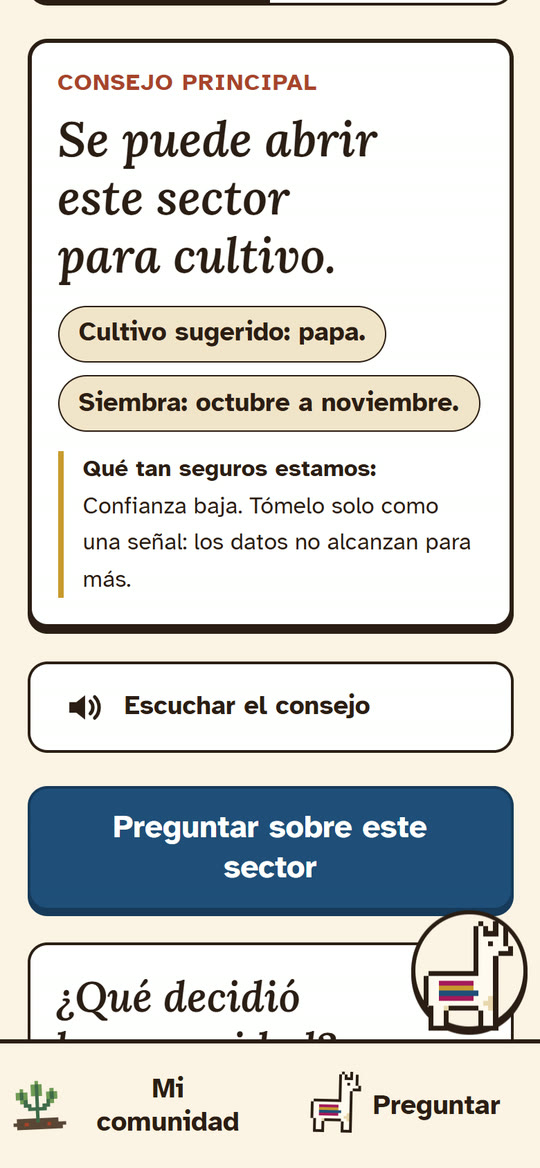 CONSEJO PRINCIPAL
Se puede abrir
este sector
para cultivo.
Cultivo sugerido: papa.
Siembra: octubre a noviembre.
Qué tan seguros estamos:
Confianza baja. Tómelo solo como
una señal: los datos no alcanzan para
más.
Escuchar el consejo
Preguntar sobre este
sector
¿Qué decidió
Mi
comunidad
Preguntar